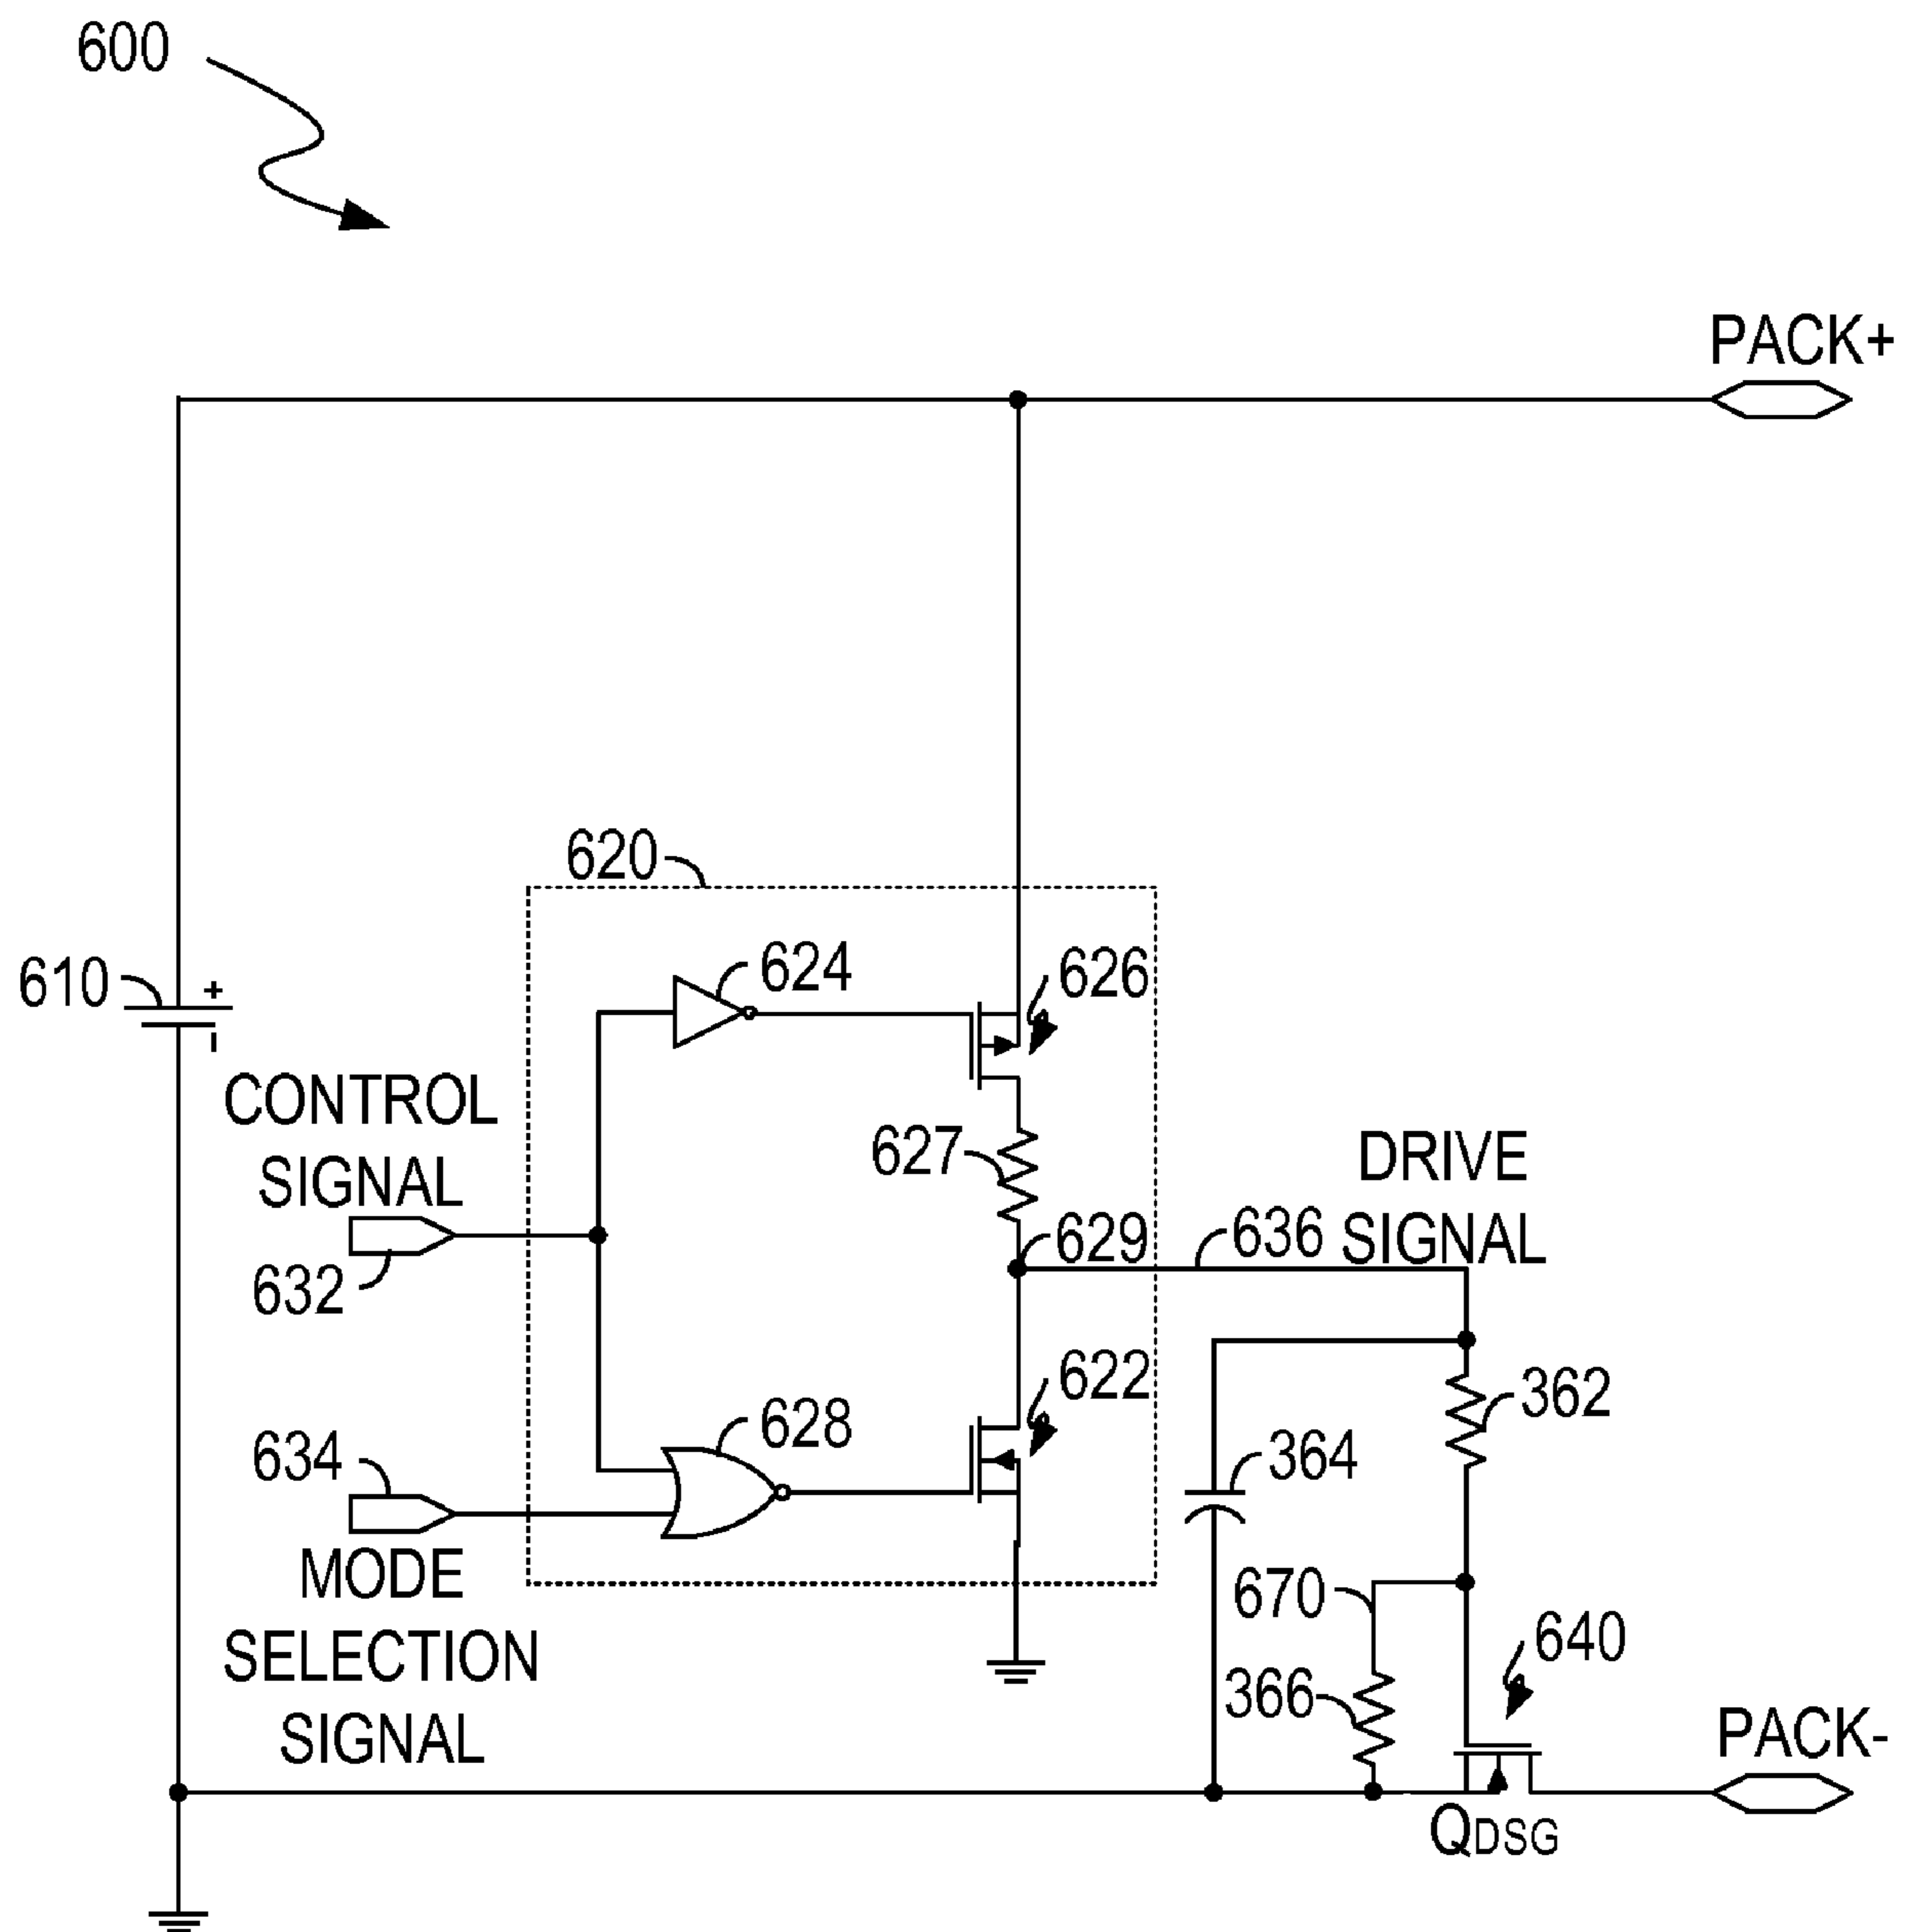 600
PACK+
620
610
+
-
624
626
CONTROL
SIGNAL
632
627
629
636
DRIVE
SIGNAL
622
628
634
364
362
MODE
SELECTION
SIGNAL
670
366
640
PACK-
QDSG